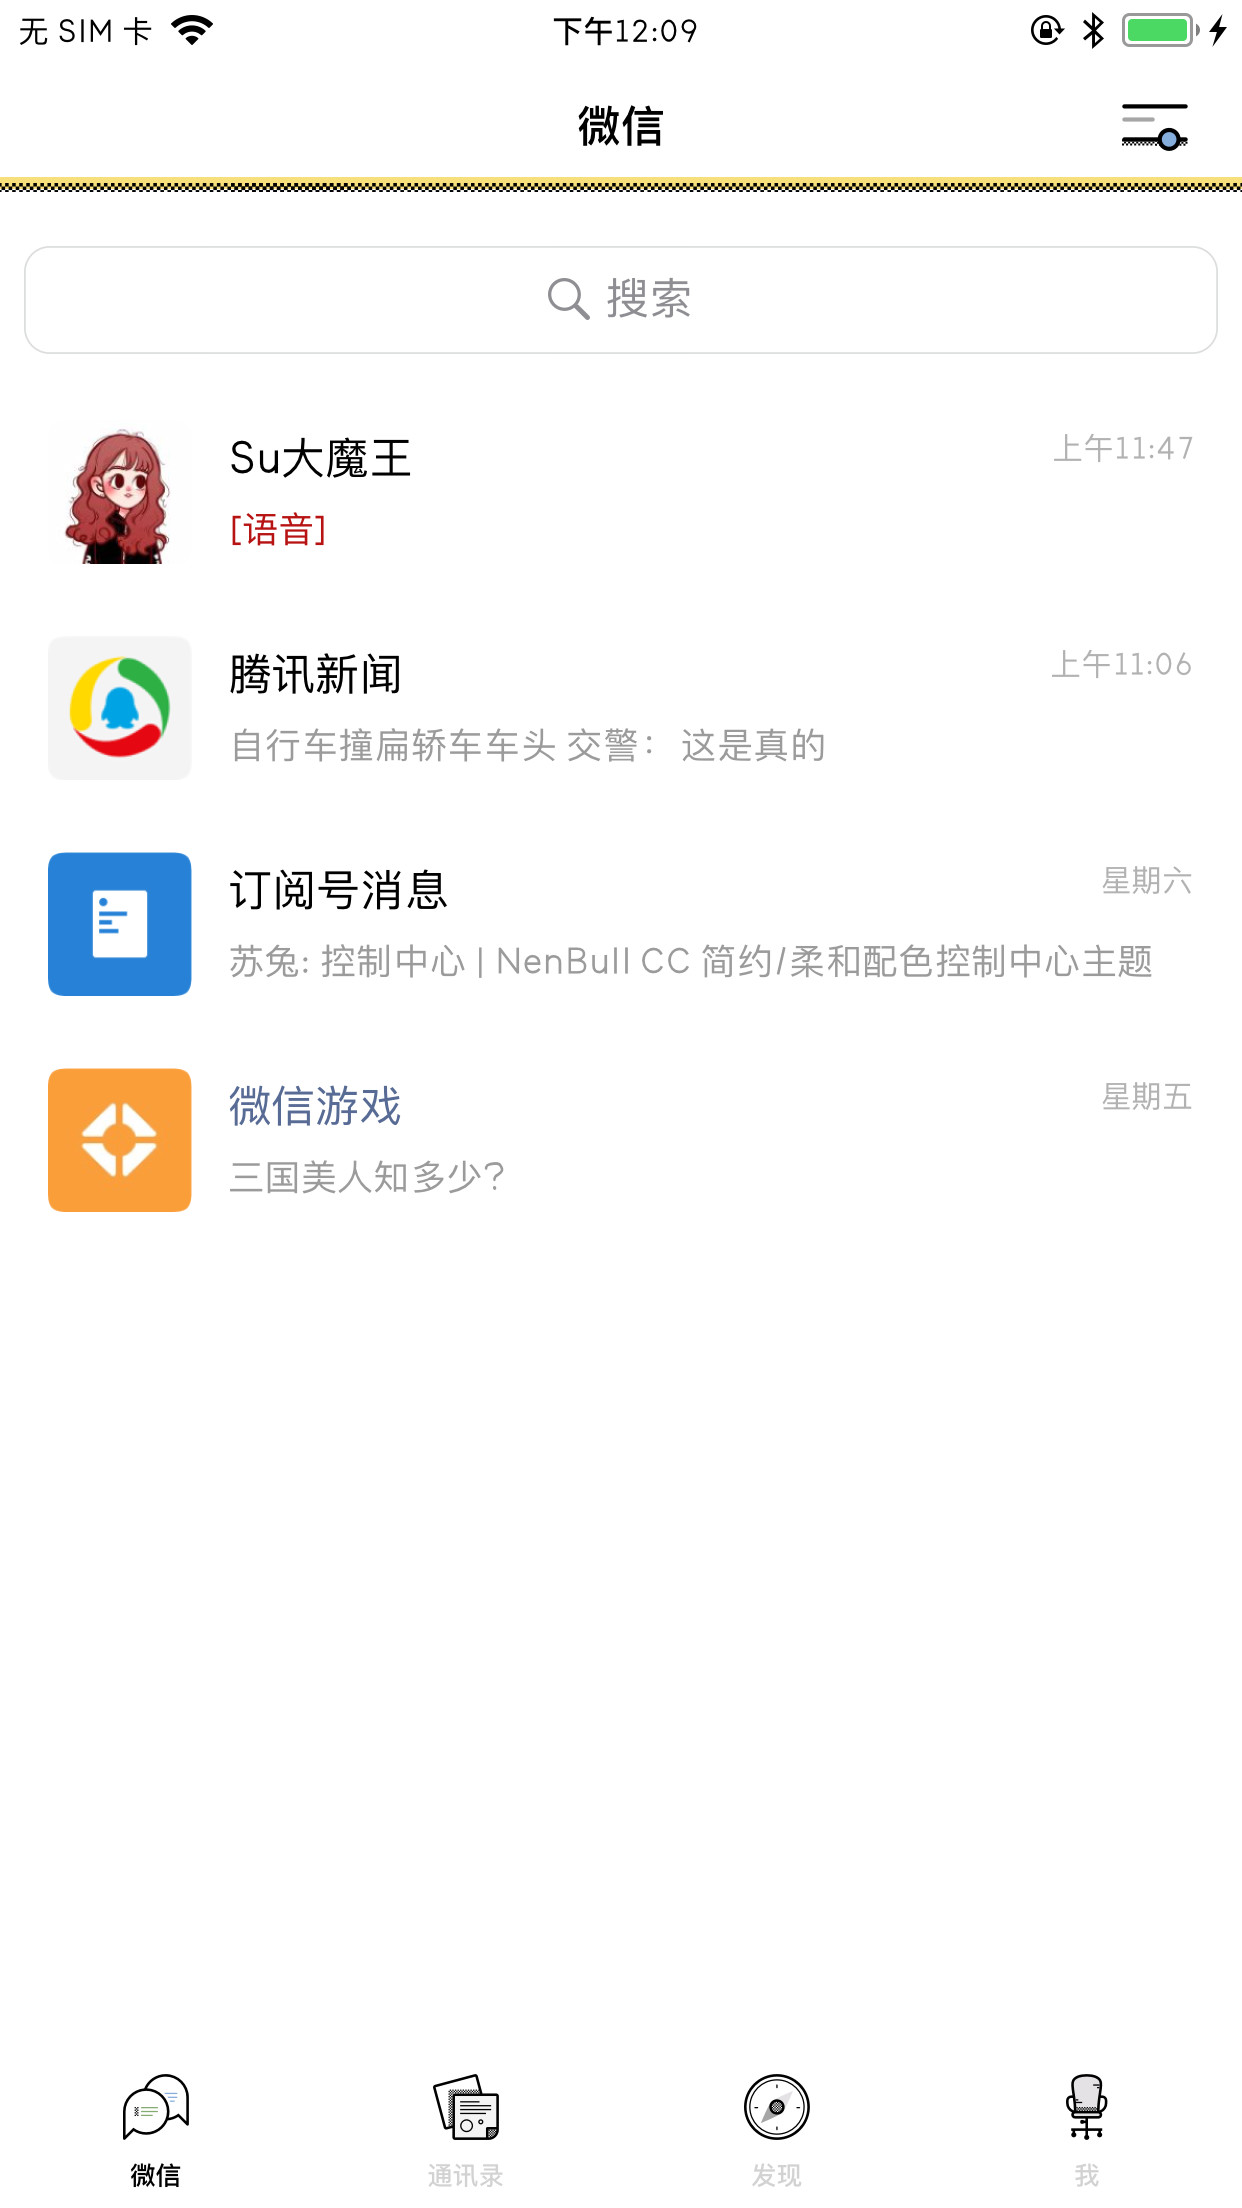 无 SIM 卡
下午12:09
微信
搜索
Su大魔王
上午11:47
[语音]
腾讯新闻
上午11:06
自行车撞扁轿车车头 交警： 这是真的
订阅号消息
星期六
苏兔: 控制中心 | NenBull CC 简约/柔和配色控制中心主题
微信游戏
星期五
三国美人知多少?
微信
通讯录
发现
我